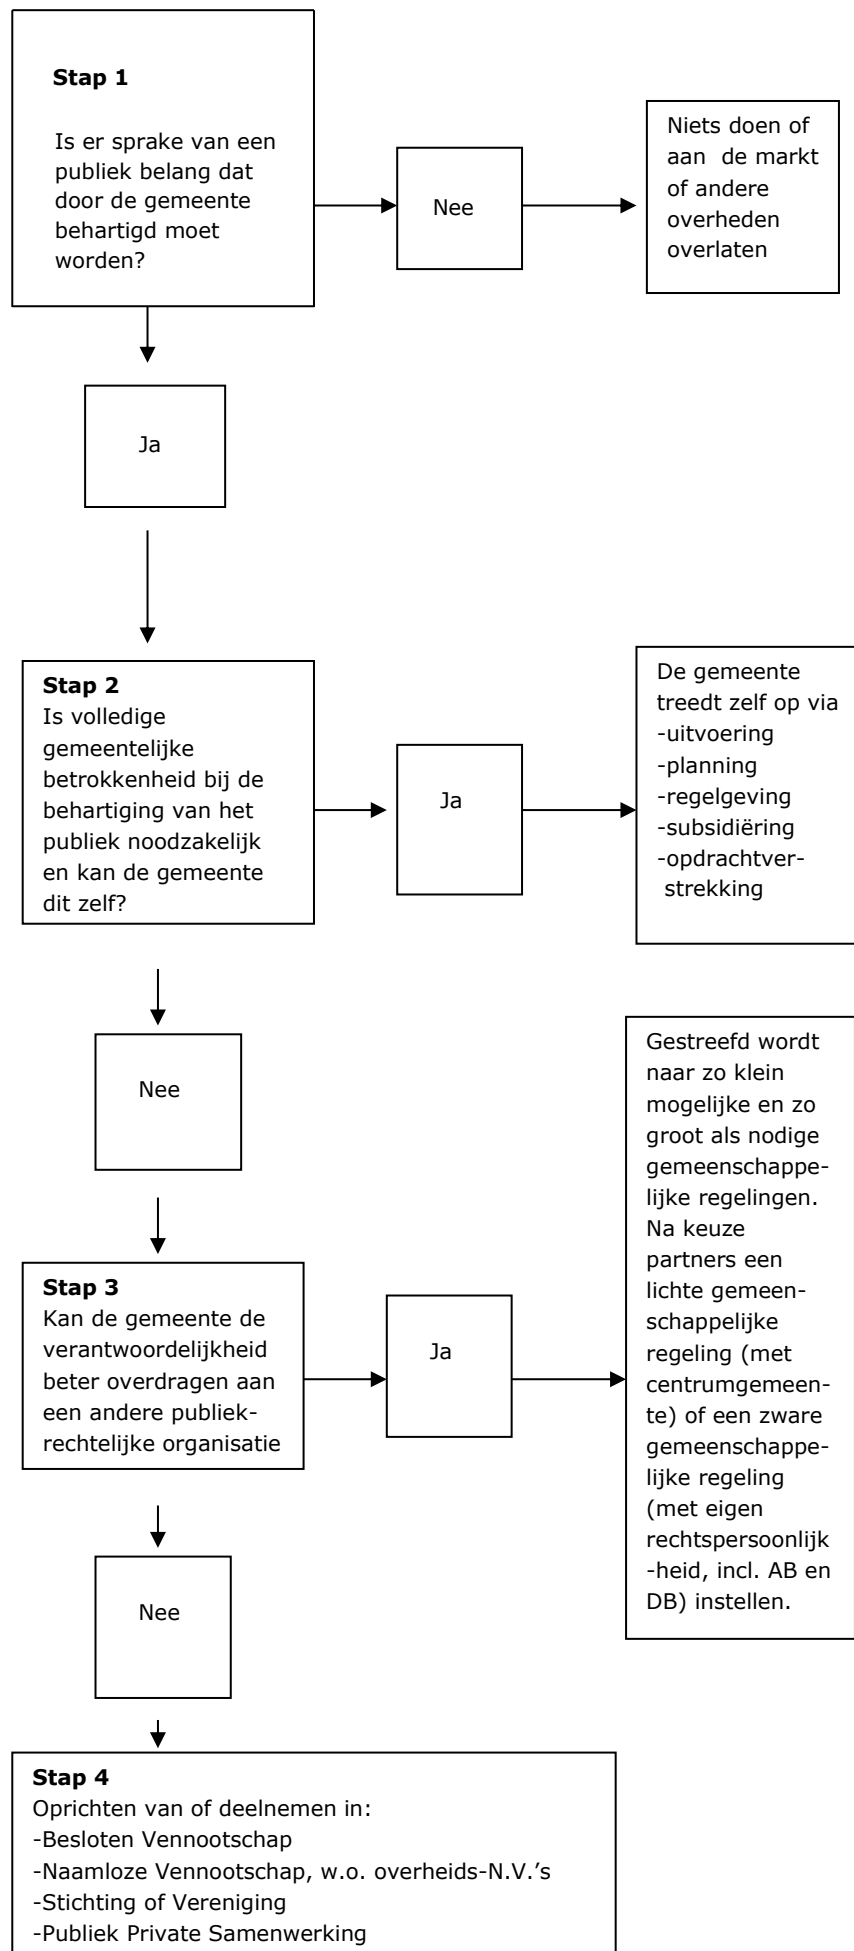 Stap 1
Is er sprake van een
publiek belang dat
door de gemeente
behartigd moet
worden?
Nee
Niets doen of
aan de markt
of andere
overheden
overlaten
Ja
Stap 2
Is volledige
gemeentelijke
betrokkenheid bij de
behartiging van het
publiek noodzakelijk
en kan de gemeente
dit zelf?
Ja
De gemeente
treedt zelf op via
-uitvoering
-planning
-regelgeving
-subsidiëring
-opdrachtver-
strekking
Nee
Stap 3
Kan de gemeente de
verantwoordelijkheid
beter overdragen aan
een andere publiek-
rechtelijke organisatie
Ja
Gestreefd wordt
naar zo klein
mogelijke en zo
groot als nodige
gemeenschappe-
lijke regelingen.
Na keuze
partners een
lichte gemeen-
schappelijke
regeling (met
centrumgemeen-
te) of een zware
gemeenschappe-
lijke regeling
(met eigen
rechtspersoonlijk
-heid, incl. AB en
DB) instellen.
Nee
Stap 4
Oprichten van of deelnemen in:
-Besloten Vennootschap
-Naamloze Vennootschap, w.o. overheids-N.V.’s
-Stichting of Vereniging
-Publiek Private Samenwerking